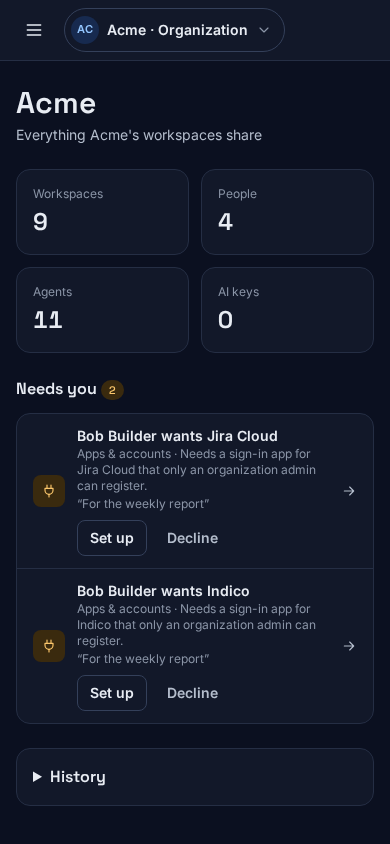 AC Acme · Organization
Acme
Everything Acme's workspaces share
Workspaces
9
People
4
Agents
11
AI keys
0
Needs you 2
Bob Builder wants Jira Cloud
Apps & accounts · Needs a sign-in app for
Jira Cloud that only an organization admin
can register.
“For the weekly report”
Set up Decline
Bob Builder wants Indico
Apps & accounts · Needs a sign-in app for
Indico that only an organization admin can
register.
“For the weekly report”
Set up Decline
History